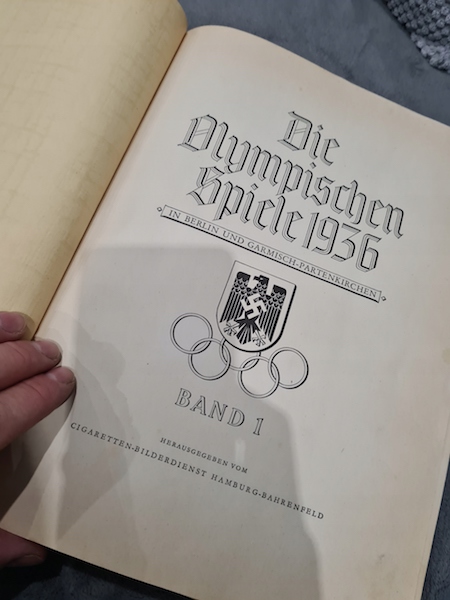 Die
Olympischen
Spiele 1936
IN BERLIN UND GARMISCH-PARTENKIRCHEN
BAND 1
HERAUSGEGEBEN VOM
CIGARETTEN-BILDERDIENST HAMBURG-BAHRENFELD